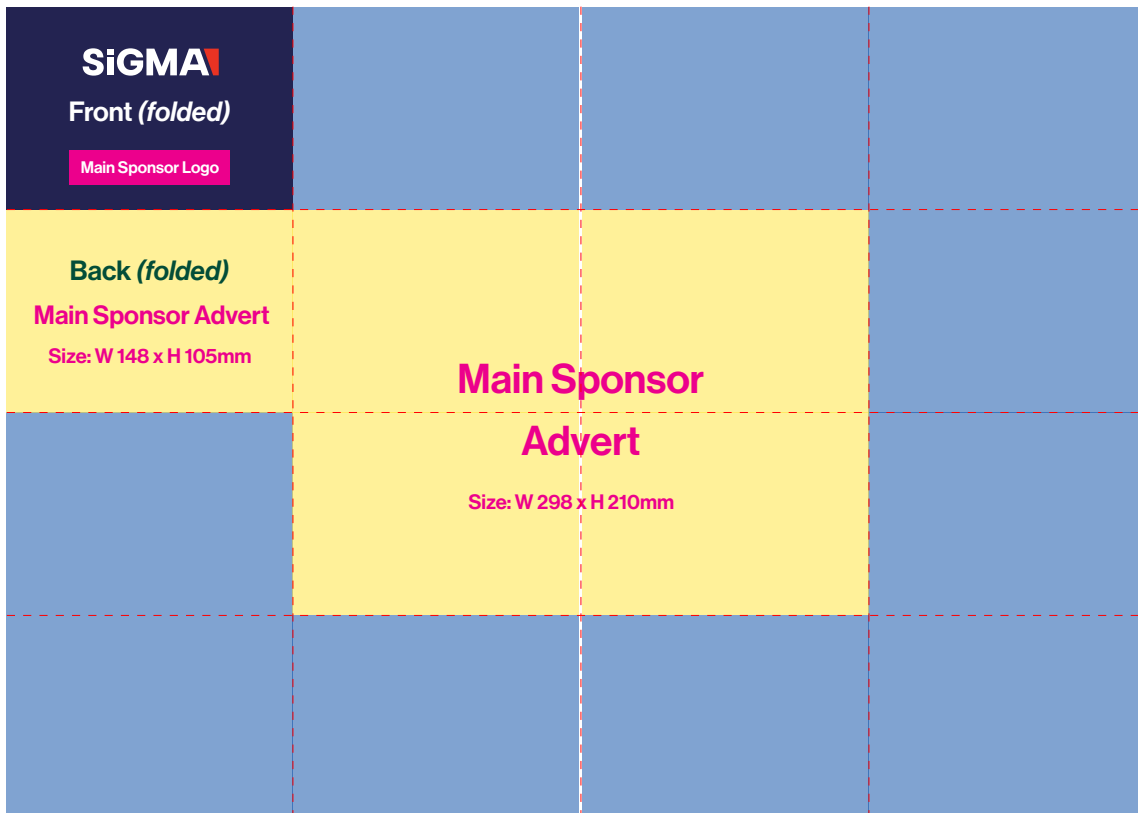 SiGMA
Front (folded)
Main Sponsor Logo
Back (folded)
Main Sponsor Advert
Size: W 148 x H 105mm
Main Sponsor
Advert
Size: W 298 x H 210mm